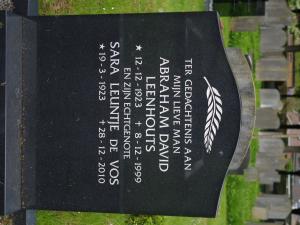 TER GEDACHTENIS AAN
MIJN LIEVE MAN
ABRAHAM DAVID
LEENHOUTS
★ 12-12-1923 + 8-12-1999
EN ZIJN ECHTGENOTE
SARA LEUNTJE DE VOS
★ 19-3-1923 + 28-12-2010